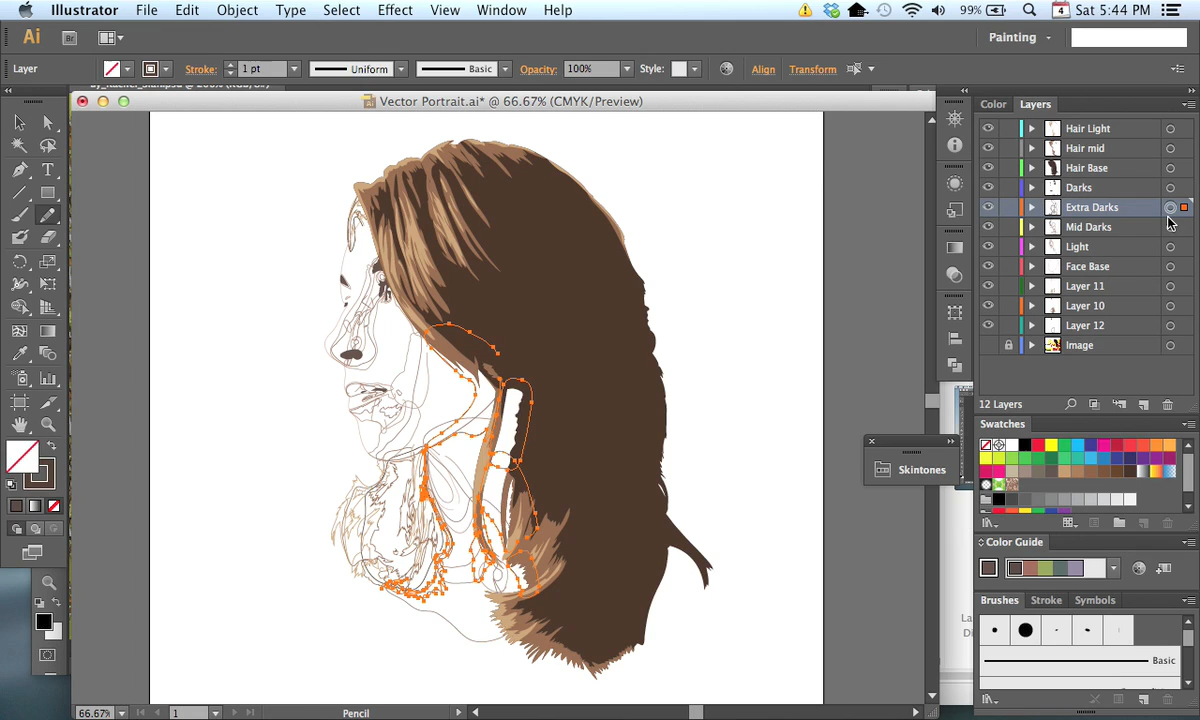 Illustrator File Edit Object Type Select Effect View Window Help 99% 4 Sat 5:44 PM
Ai Br Painting
Layer Stroke: 1 pt Uniform Basic Opacity: 100% Style: Align Transform
Vector Portrait.ai* @ 66.67% (CMYK/Preview)
Color Layers
Hair Light
Hair mid
Hair Base
Darks
Extra Darks
Mid Darks
Light
Face Base
Layer 11
Layer 10
Layer 12
Image
12 Layers
Swatches
Skintones
Color Guide
Brushes Stroke Symbols
Basic
66.67% 1 Pencil